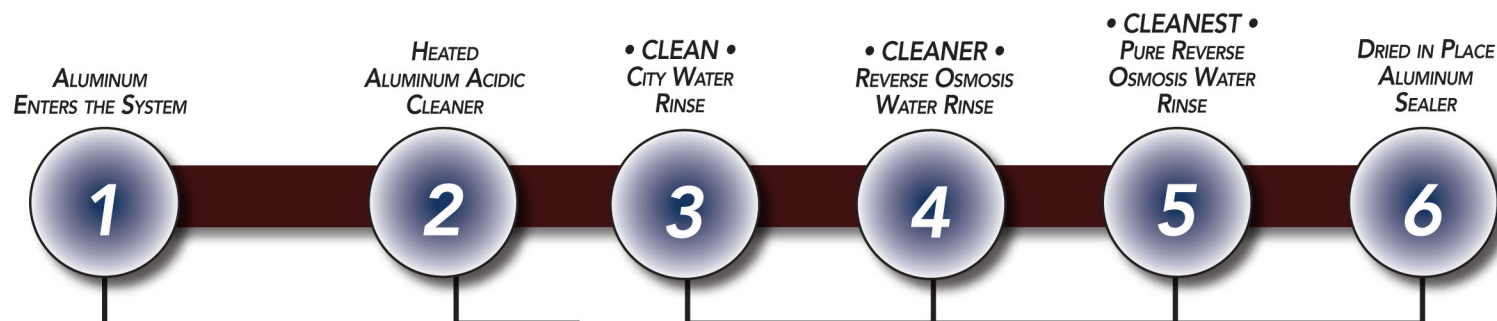 Aluminum
Enters the System
Heated
Aluminum Acidic
Cleaner
• CLEAN •
City Water
Rinse
• CLEANER •
Reverse Osmosis
Water Rinse
• CLEANEST •
Pure Reverse
Osmosis Water
Rinse
Dried in Place
Aluminum
Sealer
1
2
3
4
5
6